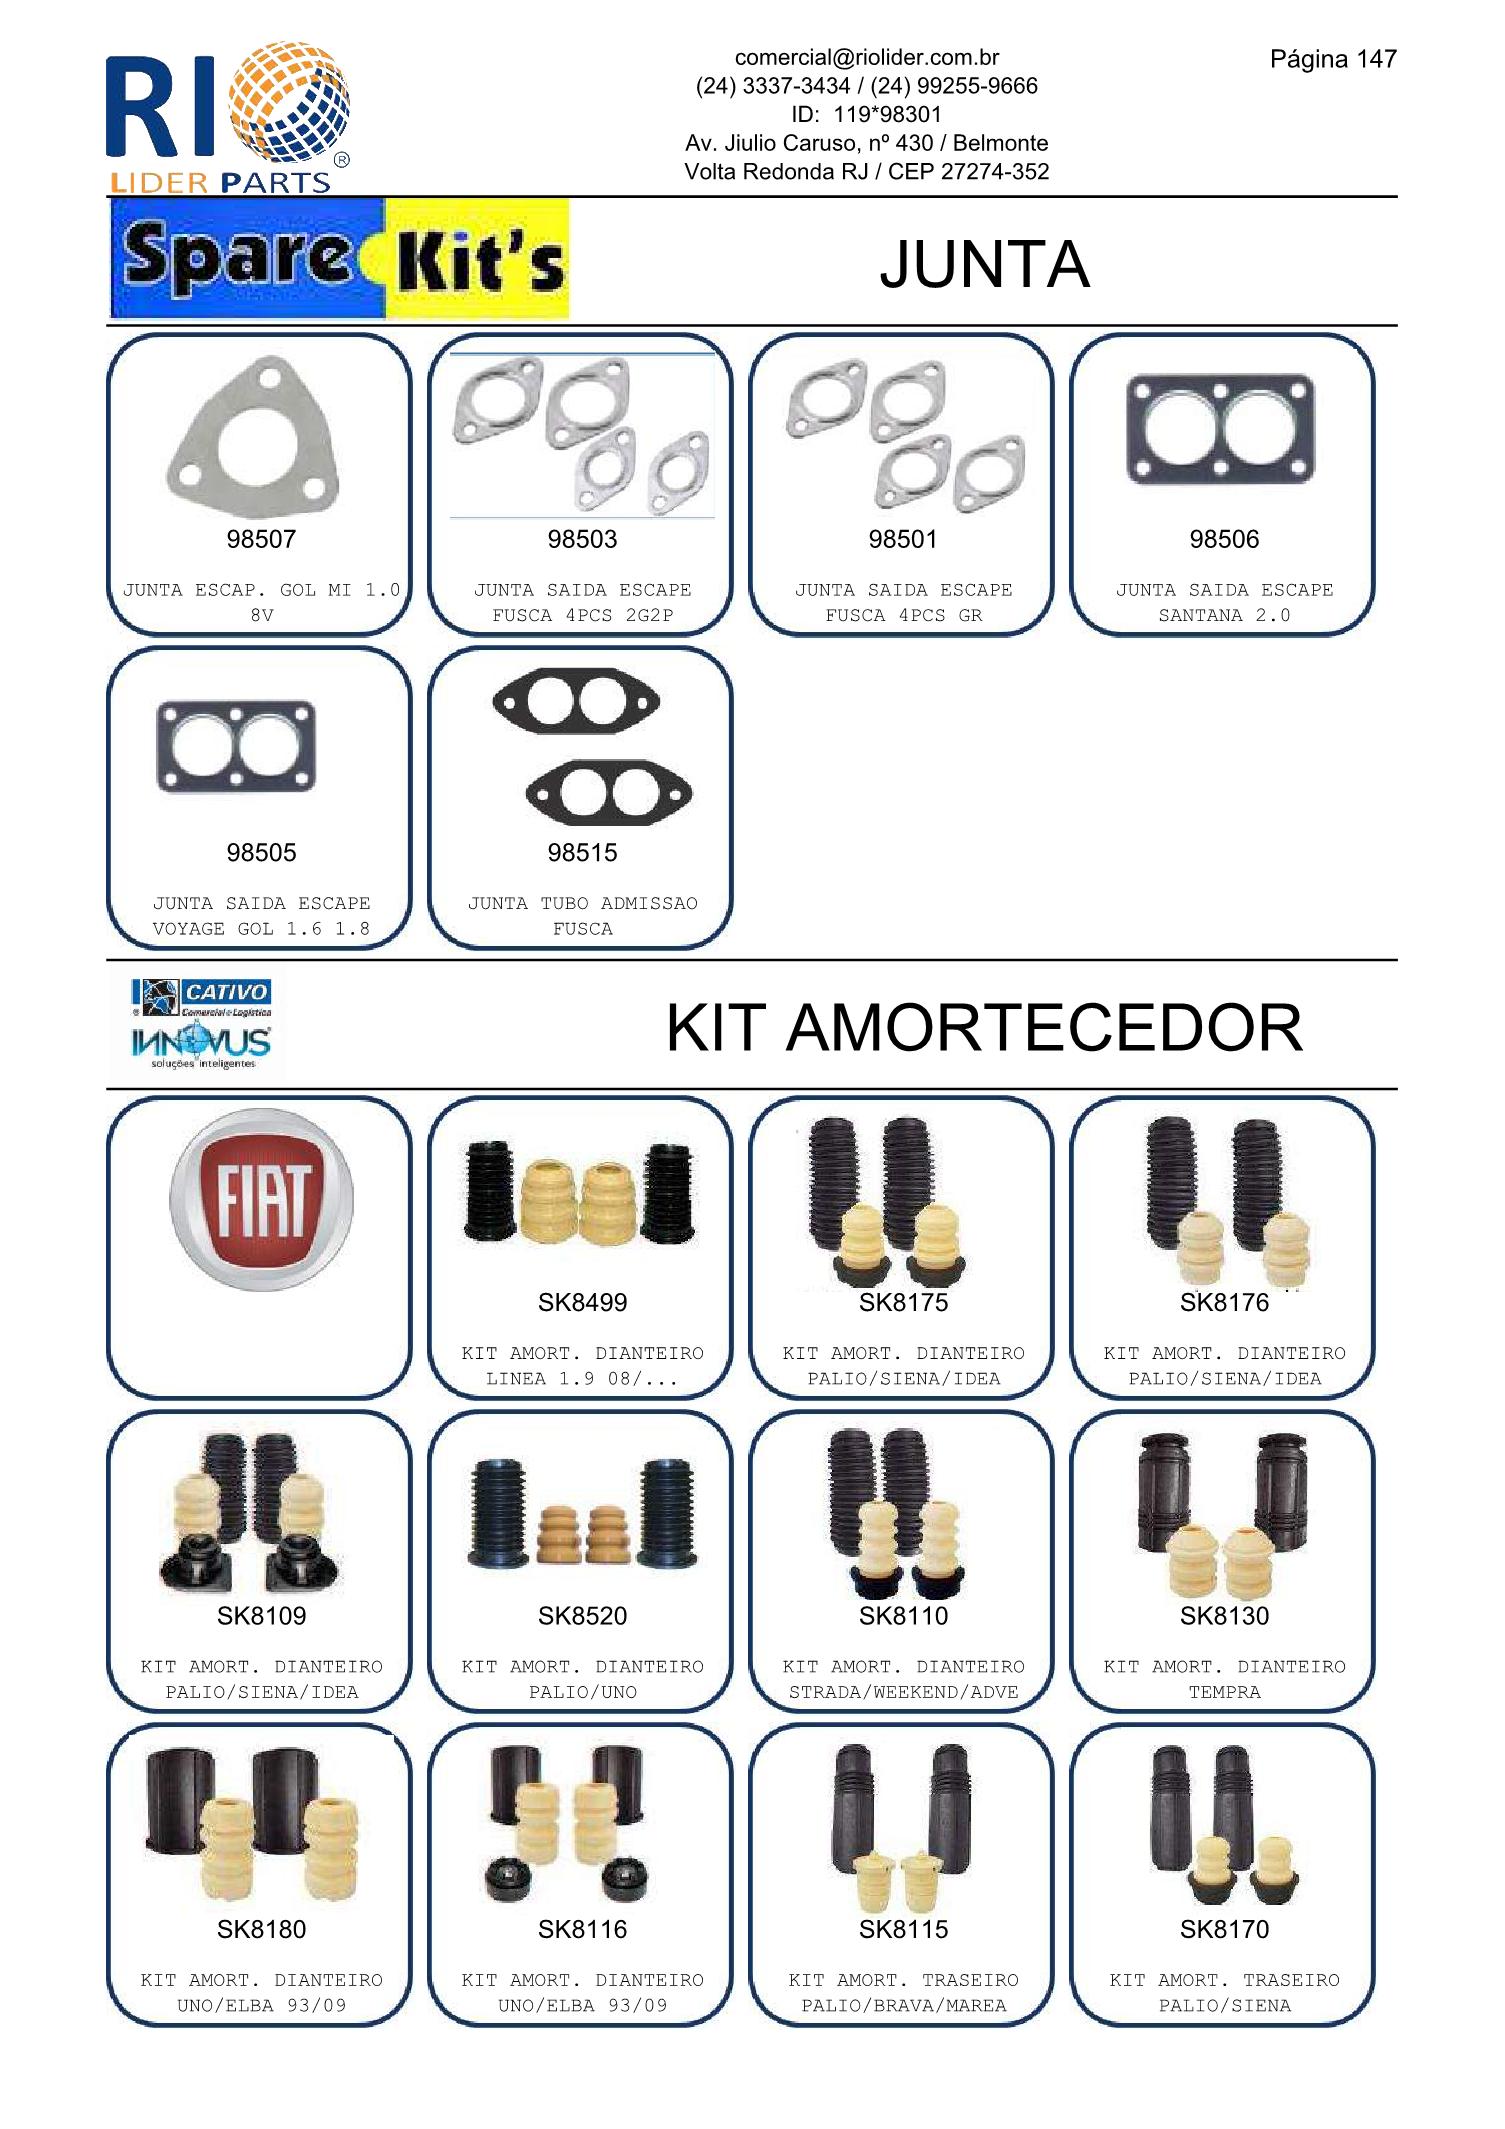 RIO
®
LIDER PARTS
comercial@riolider.com.br
(24) 3337-3434 / (24) 99255-9666
ID: 119*98301
Av. Jiulio Caruso, nº 430 / Belmonte
Volta Redonda RJ / CEP 27274-352
Página 147
Spare Kit's
JUNTA
98507
JUNTA ESCAP. GOL MI 1.0
8V
98503
JUNTA SAIDA ESCAPE
FUSCA 4PCS 2G2P
98501
JUNTA SAIDA ESCAPE
FUSCA 4PCS GR
98506
JUNTA SAIDA ESCAPE
SANTANA 2.0
98505
JUNTA SAIDA ESCAPE
VOYAGE GOL 1.6 1.8
98515
JUNTA TUBO ADMISSAO
FUSCA
CATIVO
Comercial e Logística
INNOVUS
soluções inteligentes
KIT AMORTECEDOR
FIAT
SK8499
KIT AMORT. DIANTEIRO
LINEA 1.9 08/...
SK8175
KIT AMORT. DIANTEIRO
PALIO/SIENA/IDEA
SK8176
KIT AMORT. DIANTEIRO
PALIO/SIENA/IDEA
SK8109
KIT AMORT. DIANTEIRO
PALIO/SIENA/IDEA
SK8520
KIT AMORT. DIANTEIRO
PALIO/UNO
SK8110
KIT AMORT. DIANTEIRO
STRADA/WEEKEND/ADVE
SK8130
KIT AMORT. DIANTEIRO
TEMPRA
SK8180
KIT AMORT. DIANTEIRO
UNO/ELBA 93/09
SK8116
KIT AMORT. DIANTEIRO
UNO/ELBA 93/09
SK8115
KIT AMORT. TRASEIRO
PALIO/BRAVA/MAREA
SK8170
KIT AMORT. TRASEIRO
PALIO/SIENA